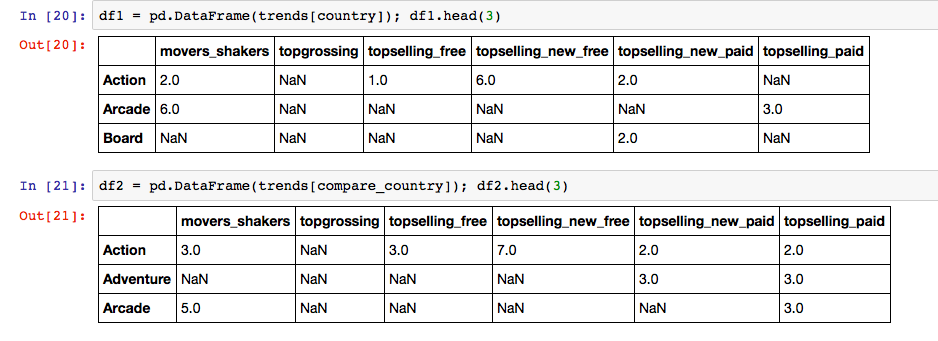 In [20]: df1 = pd.DataFrame(trends[country]); df1.head(3)
Out[20]:
movers_shakers topgrossing topselling_free topselling_new_free topselling_new_paid topselling_paid
Action 2.0 NaN 1.0 6.0 2.0 NaN
Arcade 6.0 NaN NaN NaN NaN 3.0
Board NaN NaN NaN NaN 2.0 NaN
In [21]: df2 = pd.DataFrame(trends[compare_country]); df2.head(3)
Out[21]:
movers_shakers topgrossing topselling_free topselling_new_free topselling_new_paid topselling_paid
Action 3.0 NaN 3.0 7.0 2.0 2.0
Adventure NaN NaN NaN NaN 3.0 3.0
Arcade 5.0 NaN NaN NaN NaN 3.0